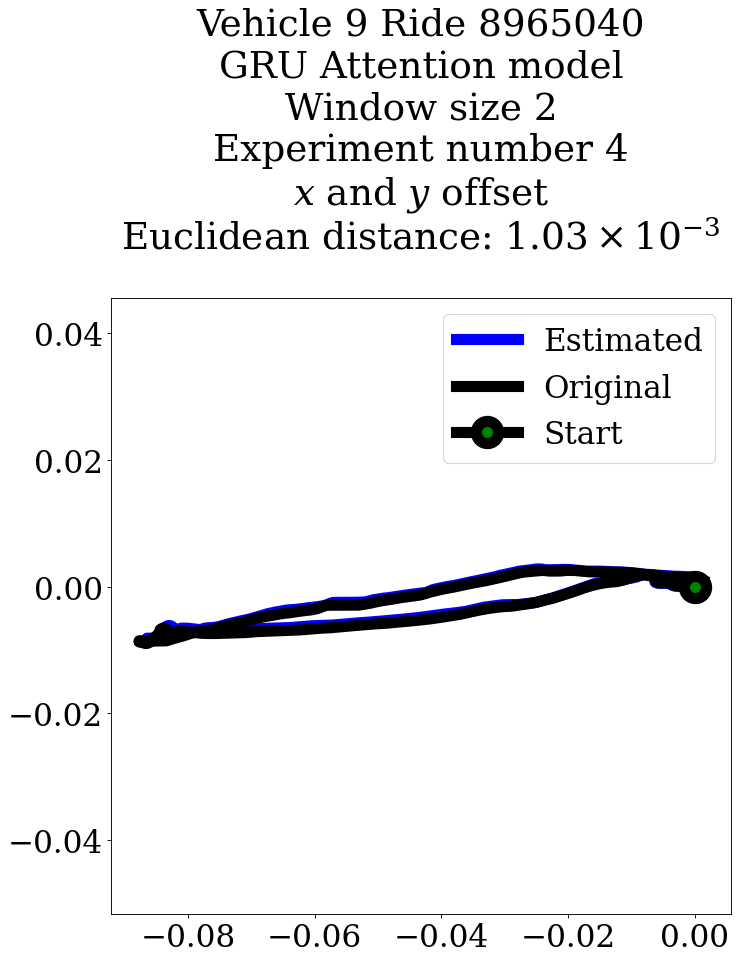 Vehicle 9 Ride 8965040
GRU Attention model
Window size 2
Experiment number 4
x and y offset
Euclidean distance: 1.03 × 10⁻³
0.04
0.02
0.00
−0.02
−0.04
Estimated
Original
Start
−0.08
−0.06
−0.04
−0.02
0.00